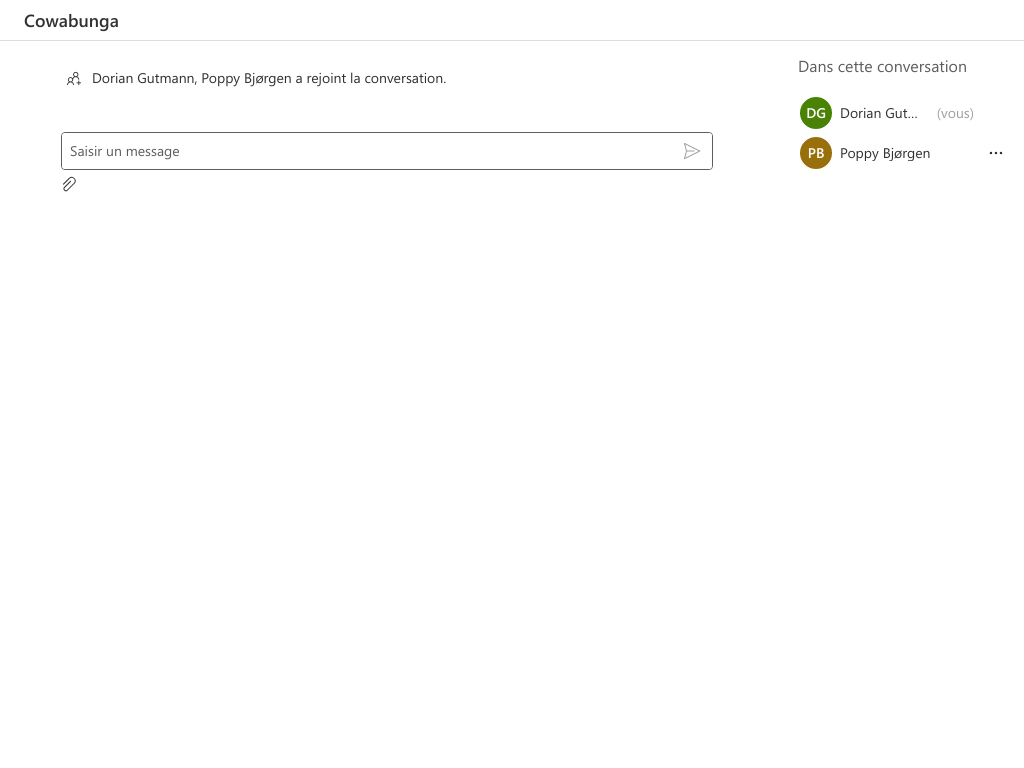 Cowabunga
Dorian Gutmann, Poppy Bjørgen a rejoint la conversation.
Saisir un message
Dans cette conversation
DG Dorian Gut... (vous)
PB Poppy Bjørgen